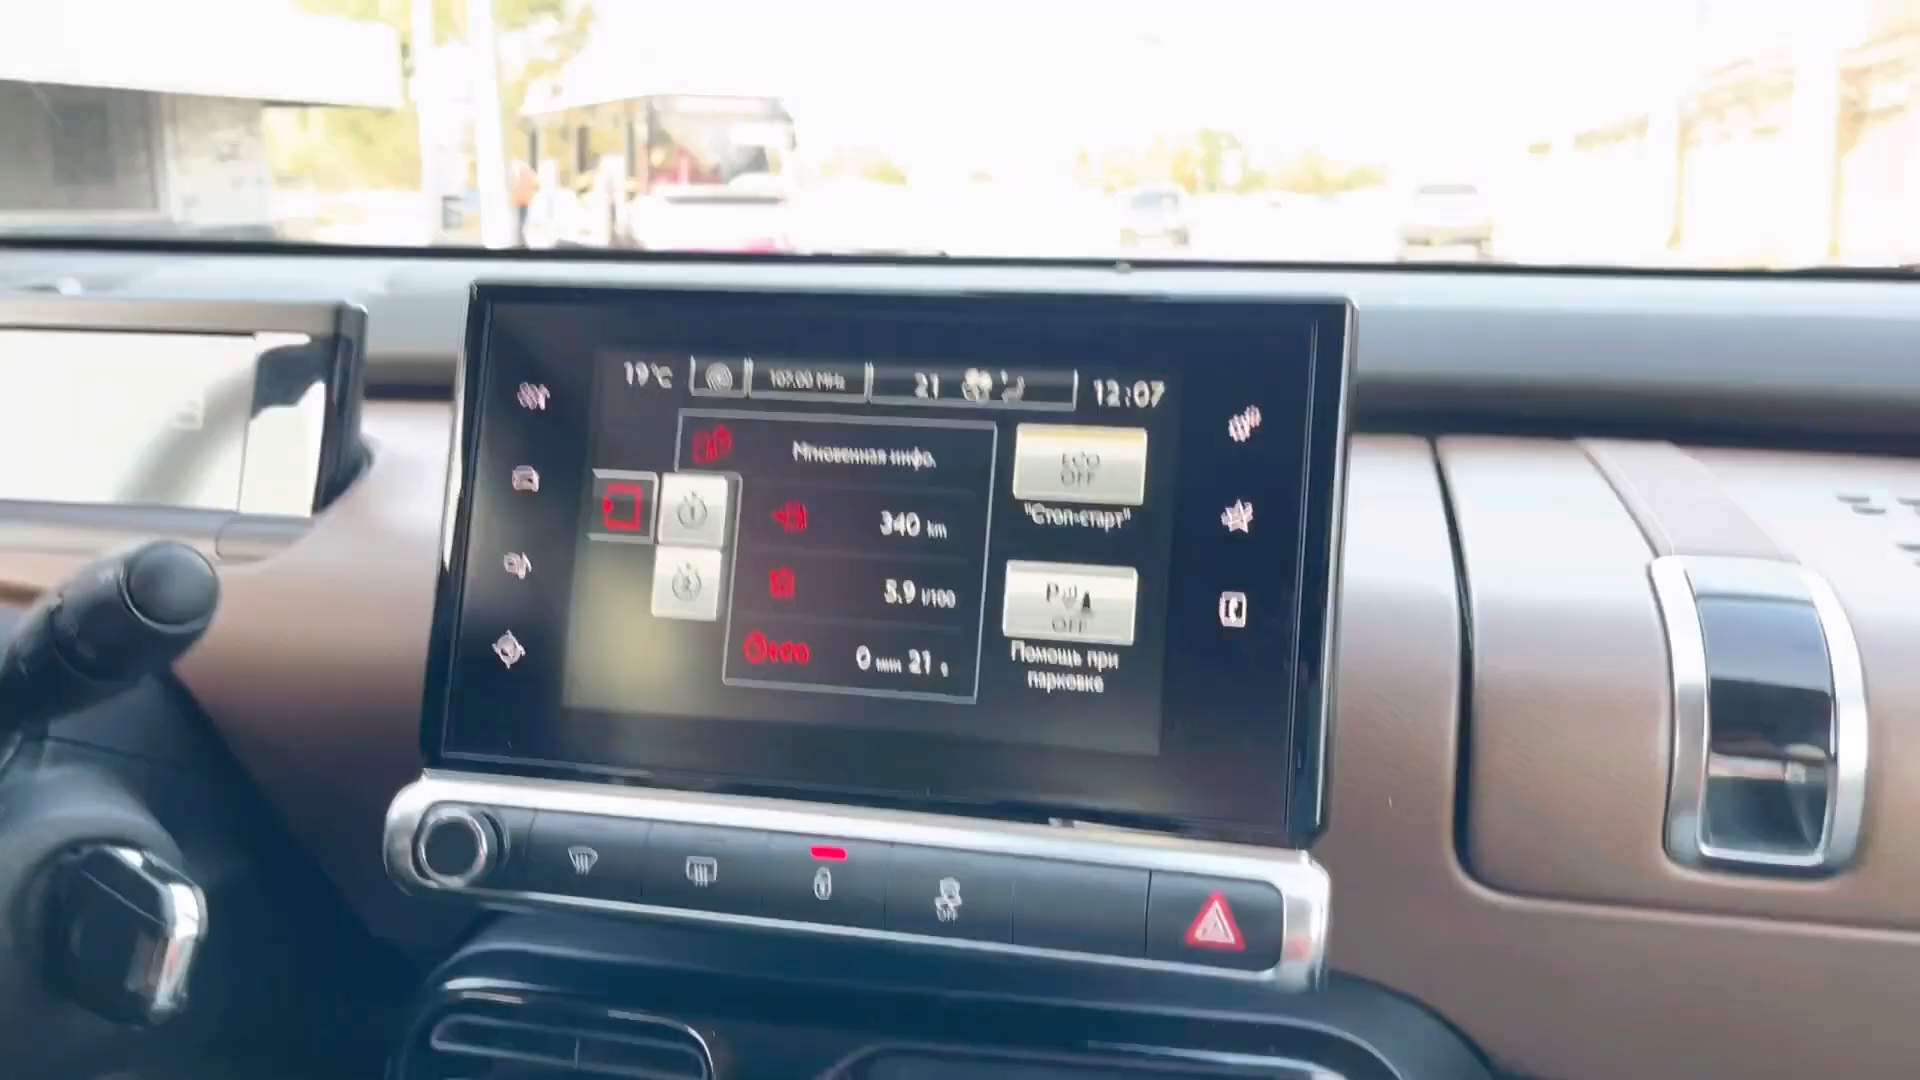 19°C 107.00 MHz 21 12:07
Мгновенная инфо.
340 km
5.9 l/100
eco 0 мин 21
ECO
OFF
"Стоп-старт"
P
OFF
Помощь при
парковке
OFF